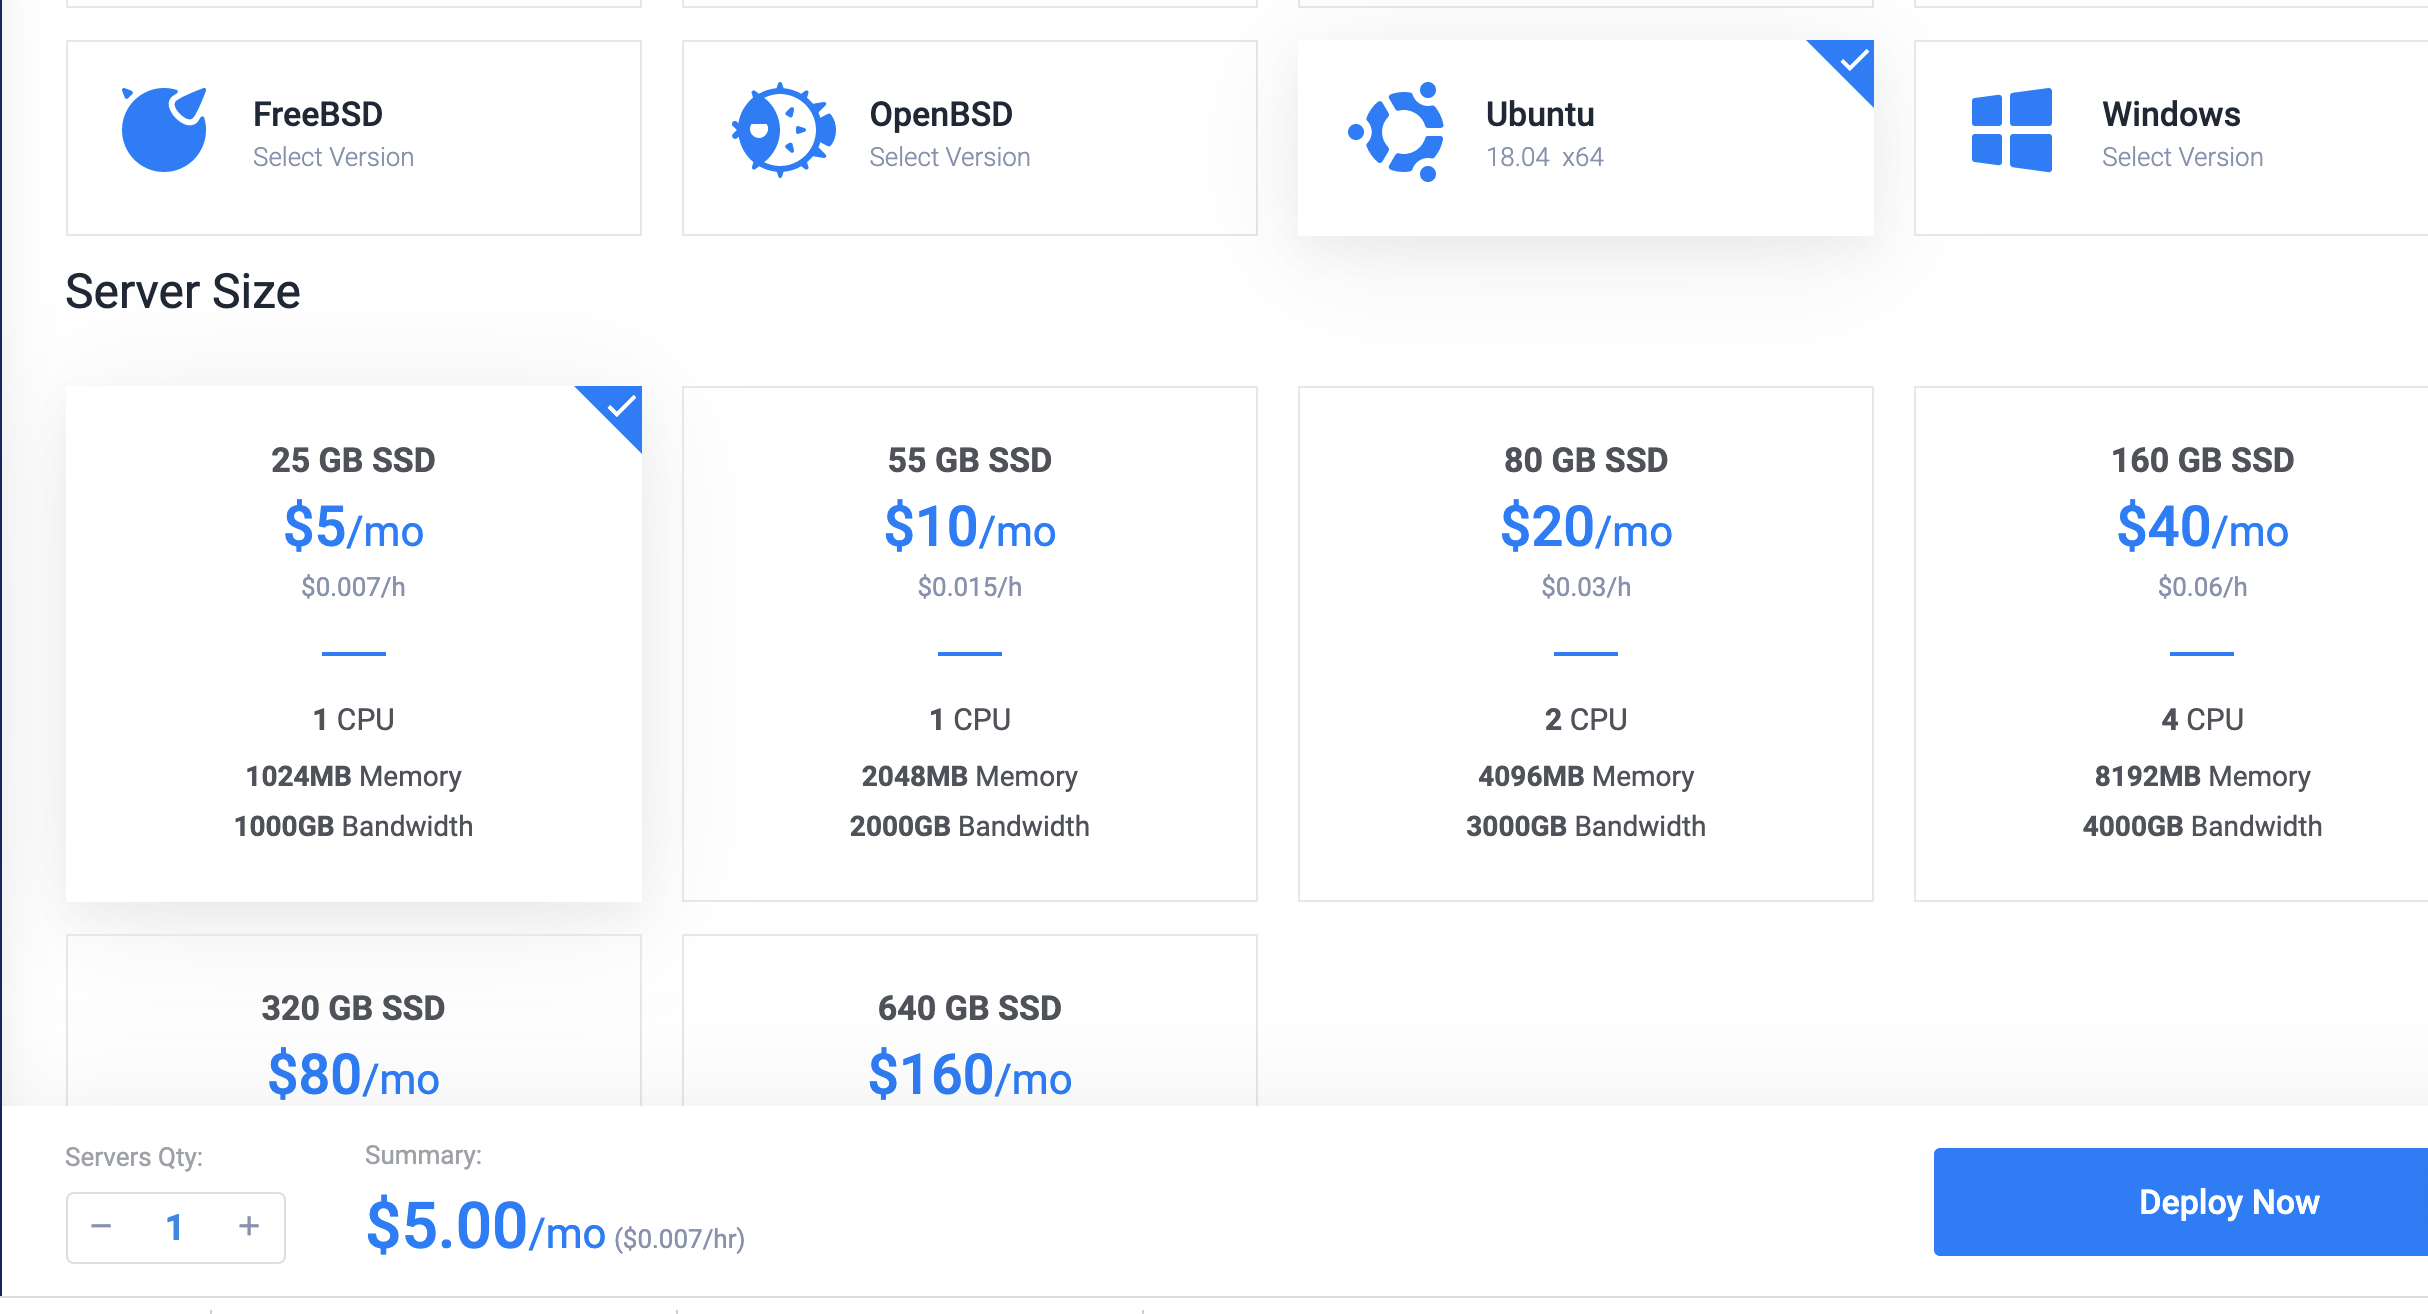 FreeBSD
Select Version
OpenBSD
Select Version
Ubuntu
18.04 x64
Windows
Select Version
Server Size
25 GB SSD
$5/mo
$0.007/h
1 CPU
1024MB Memory
1000GB Bandwidth
55 GB SSD
$10/mo
$0.015/h
1 CPU
2048MB Memory
2000GB Bandwidth
80 GB SSD
$20/mo
$0.03/h
2 CPU
4096MB Memory
3000GB Bandwidth
160 GB SSD
$40/mo
$0.06/h
4 CPU
8192MB Memory
4000GB Bandwidth
320 GB SSD
$80/mo
640 GB SSD
$160/mo
Servers Qty:
− 1 +
Summary:
$5.00/mo ($0.007/hr)
Deploy Now